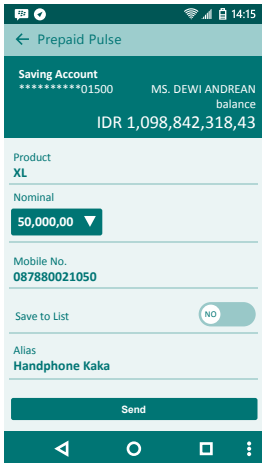 14:15
Prepaid Pulse
Saving Account
**********01500 MS. DEWI ANDREAN
balance
IDR 1,098,842,318,43
Product
XL
Nominal
50,000,00
Mobile No.
087880021050
Save to List NO
Alias
Handphone Kaka
Send